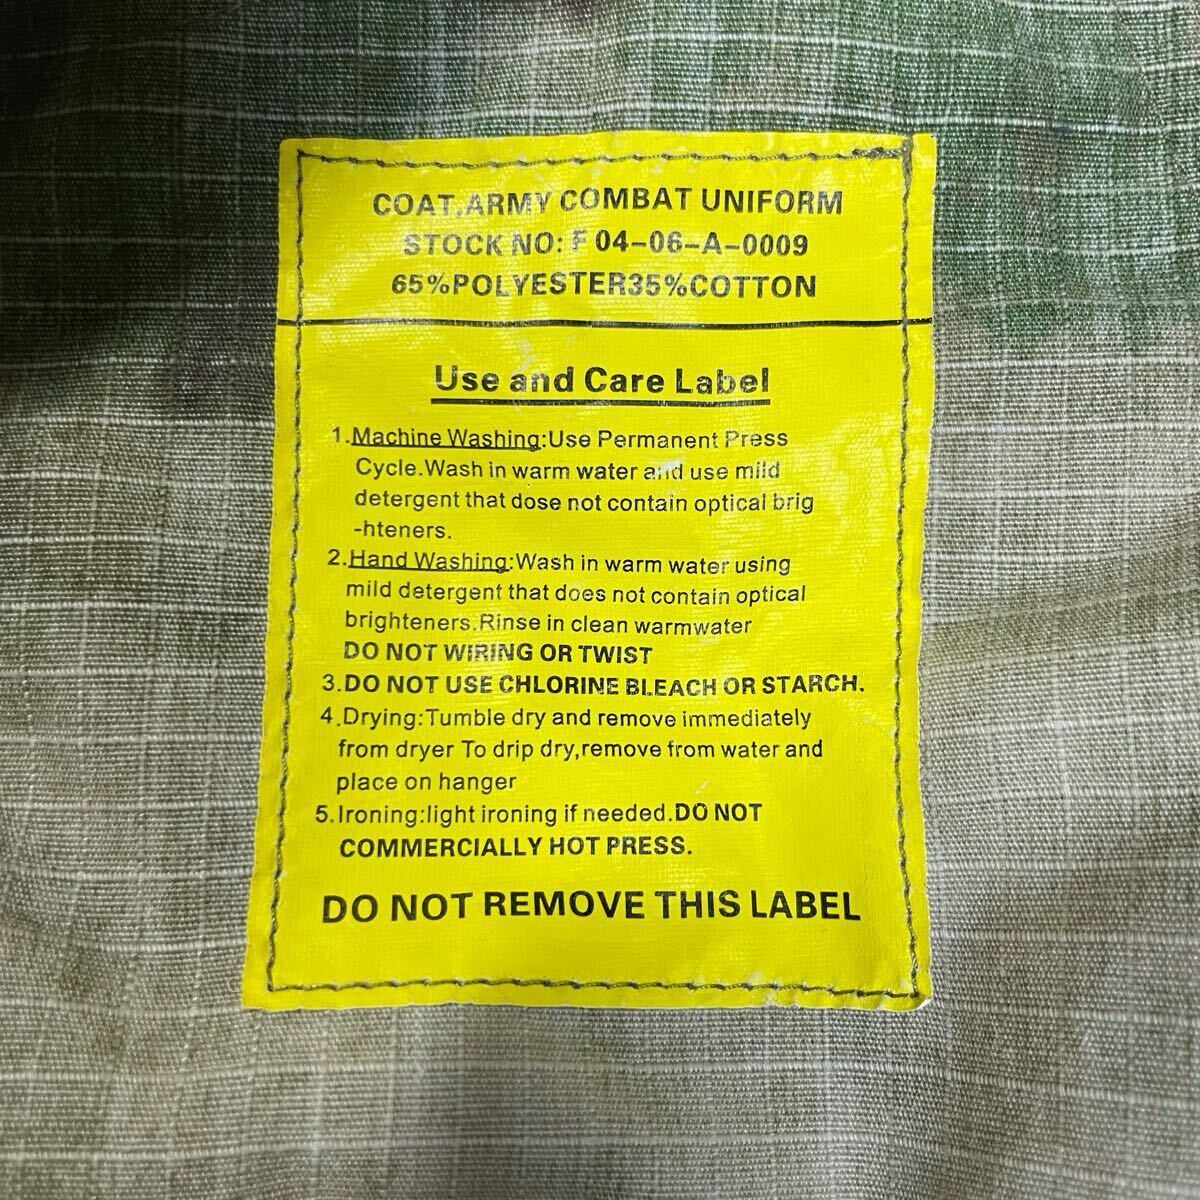 COAT,ARMY COMBAT UNIFORM
STOCK NO: F 04-06-A-0009
65%POLYESTER35%COTTON
Use and Care Label
1.Machine Washing:Use Permanent Press
Cycle.Wash in warm water and use mild
detergent that dose not contain optical brig
-hteners.
2.Hand Washing:Wash in warm water using
mild detergent that does not contain optical
brighteners.Rinse in clean warmwater
DO NOT WIRING OR TWIST
3.DO NOT USE CHLORINE BLEACH OR STARCH.
4.Drying:Tumble dry and remove immediately
from dryer To drip dry,remove from water and
place on hanger
5.Ironing:light ironing if needed.DO NOT
COMMERCIALLY HOT PRESS.
DO NOT REMOVE THIS LABEL